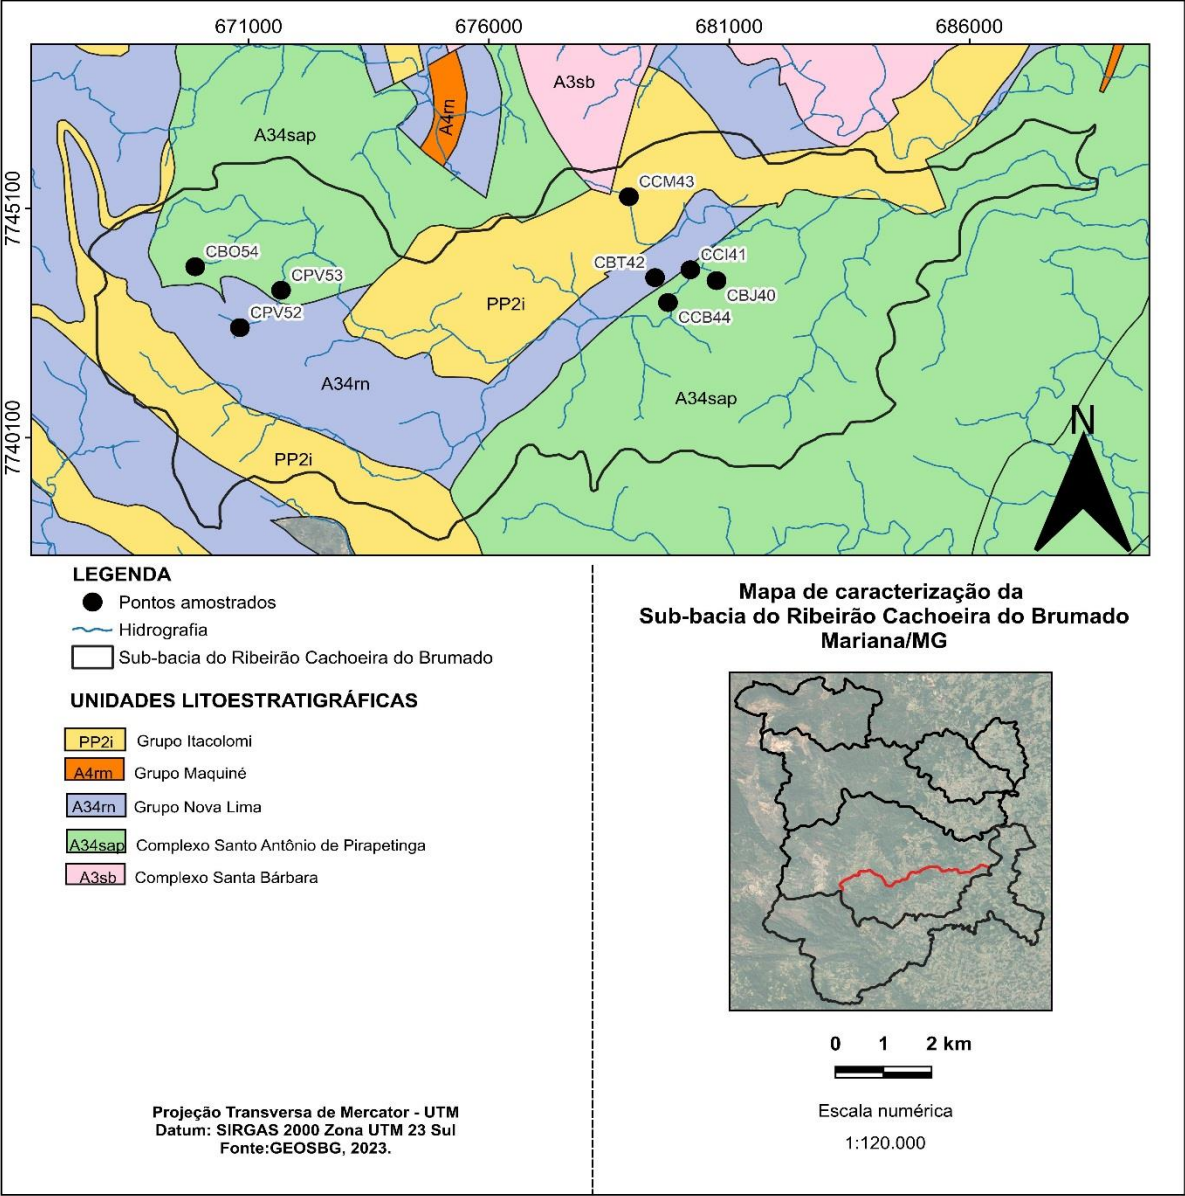 671000
676000
681000
686000
7745100
7740100
A3sb
A4rn
A34sap
CCM43
CBO54
CBT42
CCI41
CPV53
CBJ40
PP2i
CPV52
CCB44
A34rn
A34sap
N
PP2i
LEGENDA
Pontos amostrados
Hidrografia
Sub-bacia do Ribeirão Cachoeira do Brumado
UNIDADES LITOESTRATIGRÁFICAS
PP2i Grupo Itacolomi
A4rm Grupo Maquiné
A34rn Grupo Nova Lima
A34sap Complexo Santo Antônio de Pirapetinga
A3sb Complexo Santa Bárbara
Projeção Transversa de Mercator - UTM
Datum: SIRGAS 2000 Zona UTM 23 Sul
Fonte:GEOSBG, 2023.
Mapa de caracterização da
Sub-bacia do Ribeirão Cachoeira do Brumado
Mariana/MG
0 1 2 km
Escala numérica
1:120.000